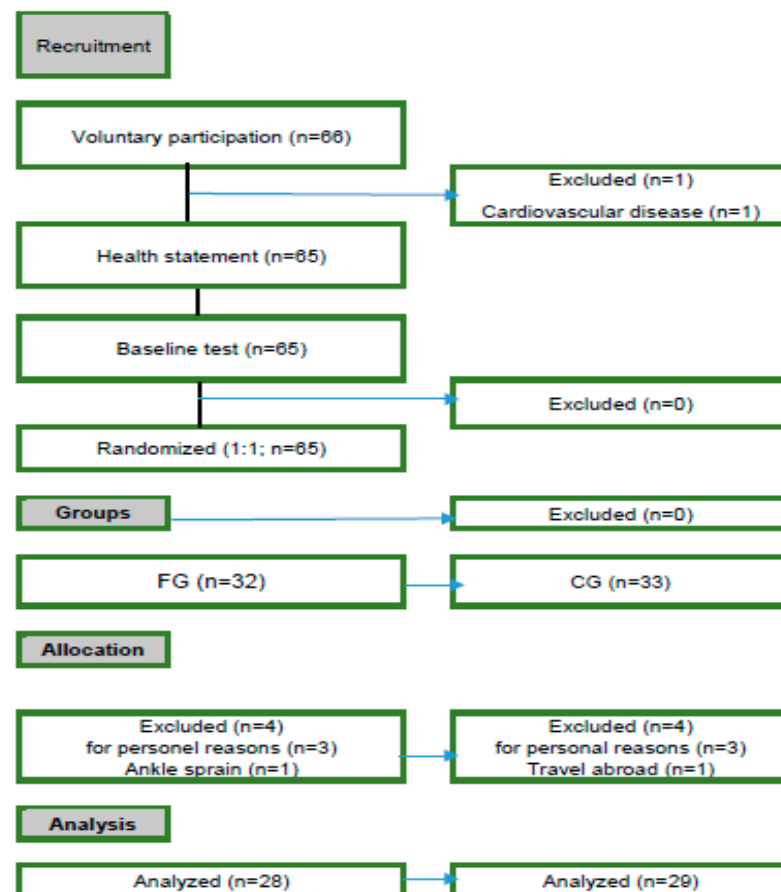 Recruitment
Voluntary participation (n=66)
Excluded (n=1)
Cardiovascular disease (n=1)
Health statement (n=65)
Baseline test (n=65)
Excluded (n=0)
Randomized (1:1; n=65)
Groups
Excluded (n=0)
FG (n=32)
CG (n=33)
Allocation
Excluded (n=4)
for personel reasons (n=3)
Ankle sprain (n=1)
Excluded (n=4)
for personal reasons (n=3)
Travel abroad (n=1)
Analysis
Analyzed (n=28)
Analyzed (n=29)